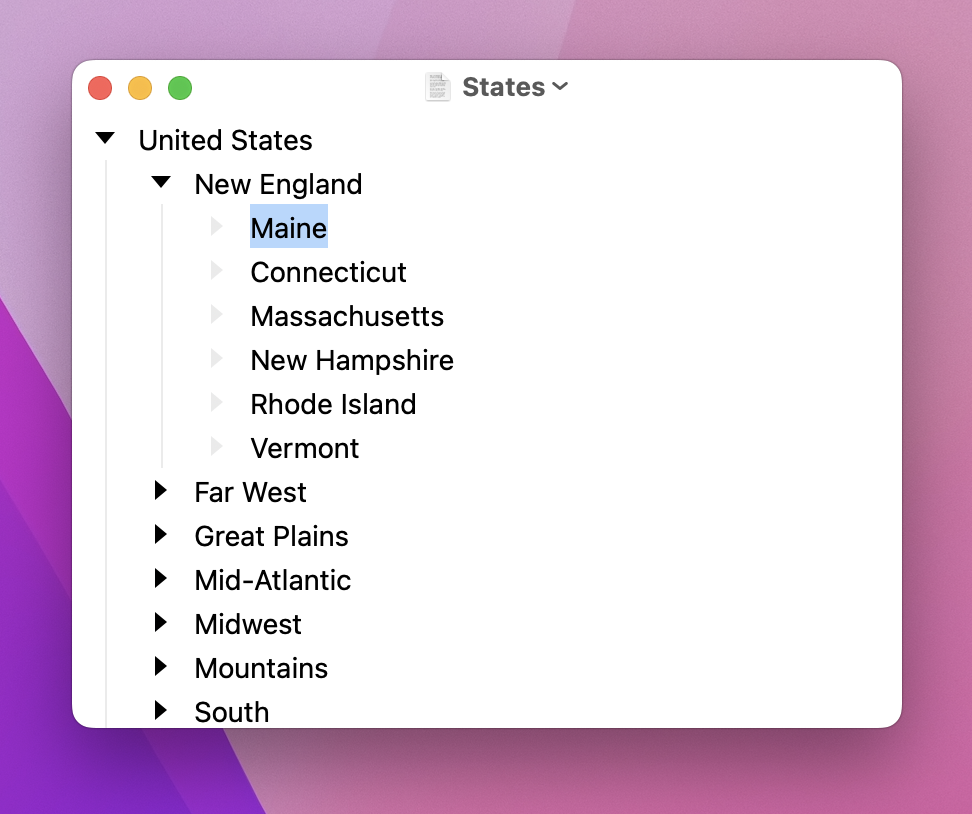 States
United States
New England
Maine
Connecticut
Massachusetts
New Hampshire
Rhode Island
Vermont
Far West
Great Plains
Mid-Atlantic
Midwest
Mountains
South